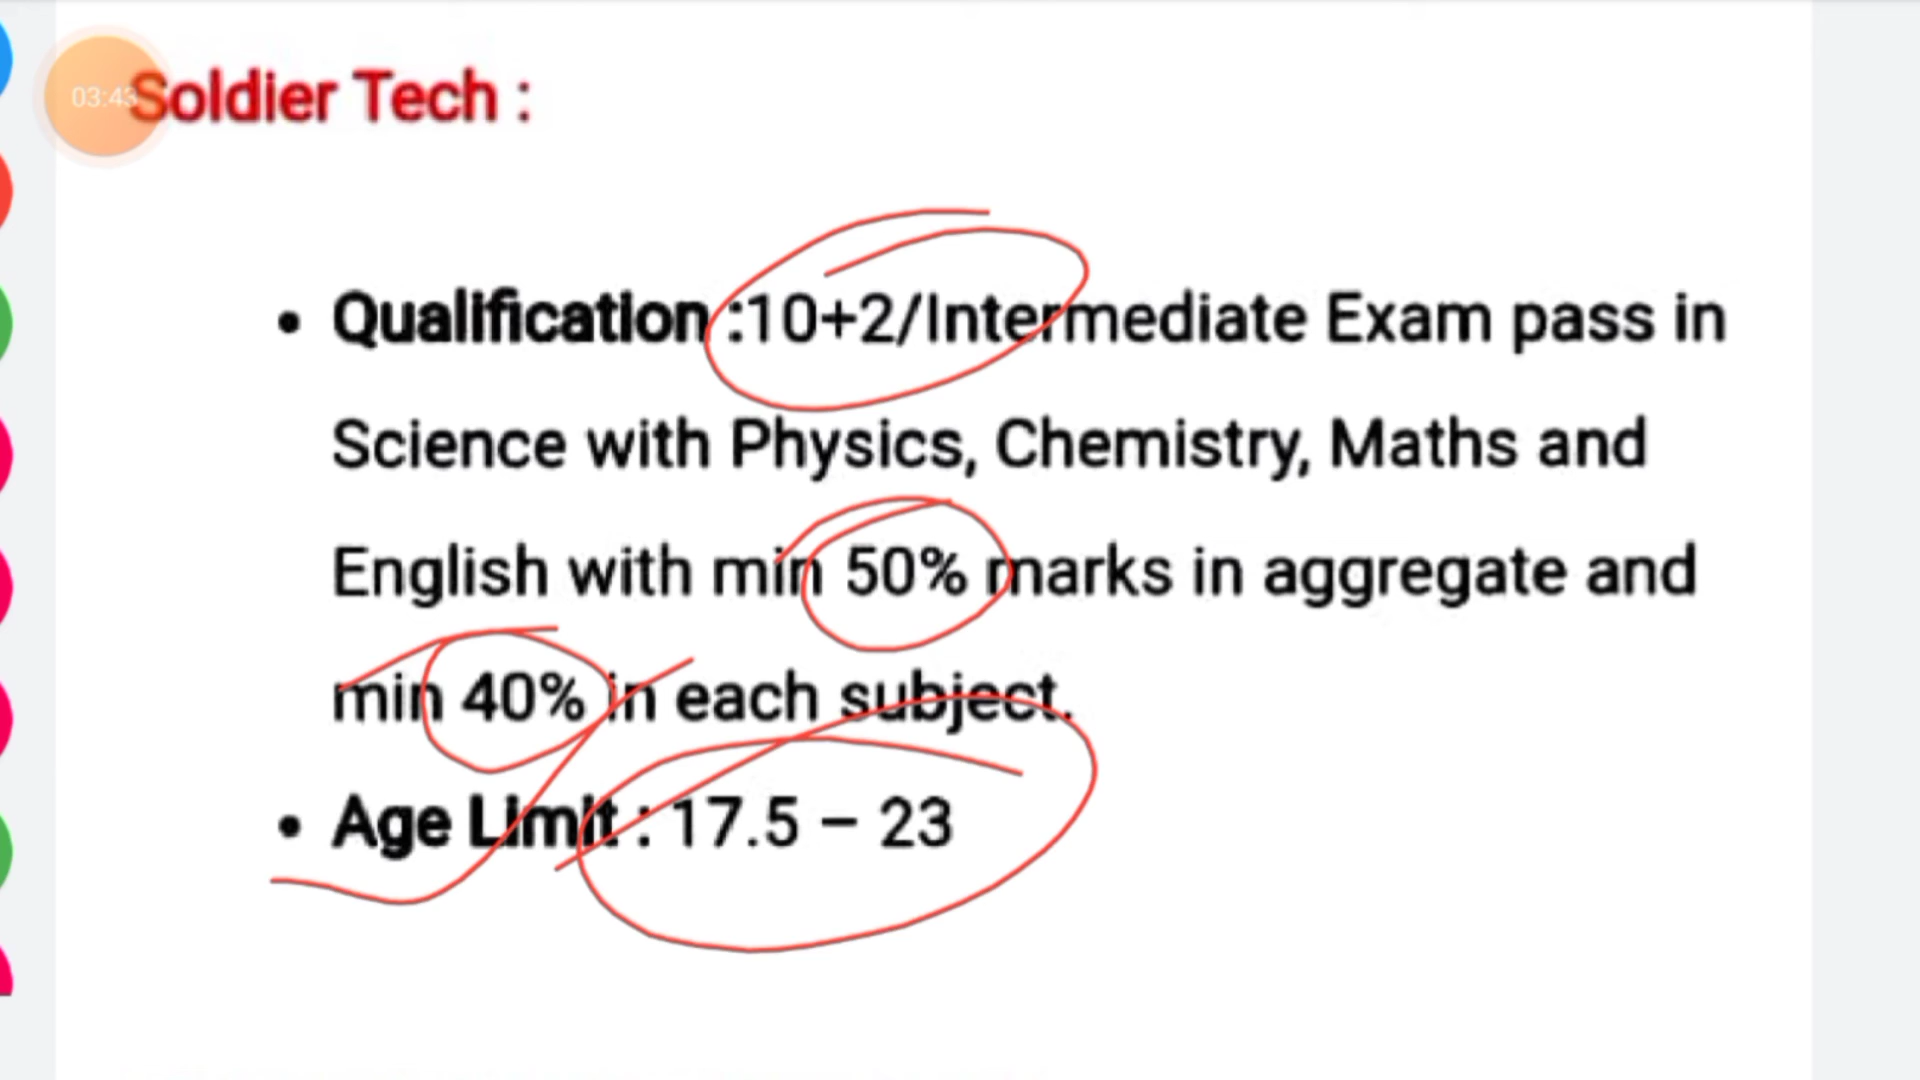 03:43
Soldier Tech :
• Qualification :10+2/Intermediate Exam pass in
Science with Physics, Chemistry, Maths and
English with min 50% marks in aggregate and
min 40% in each subject.
• Age Limit : 17.5 – 23